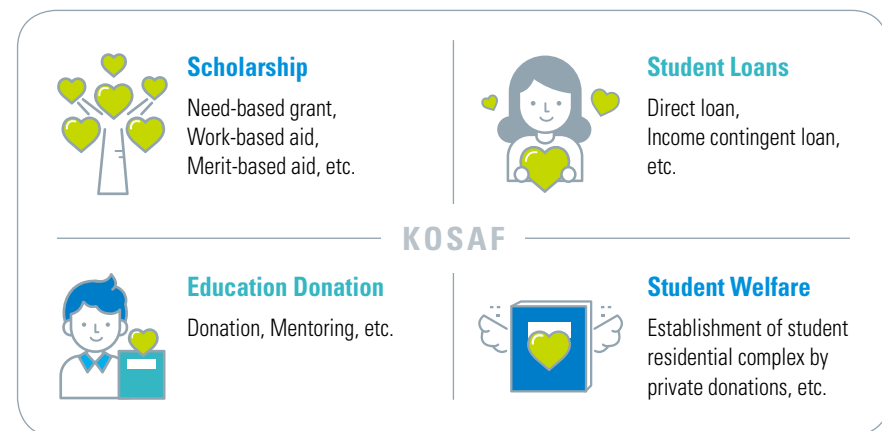 Scholarship
Need-based grant,
Work-based aid,
Merit-based aid, etc.
Student Loans
Direct loan,
Income contingent loan,
etc.
KOSAF
Education Donation
Donation, Mentoring, etc.
Student Welfare
Establishment of student
residential complex by
private donations, etc.